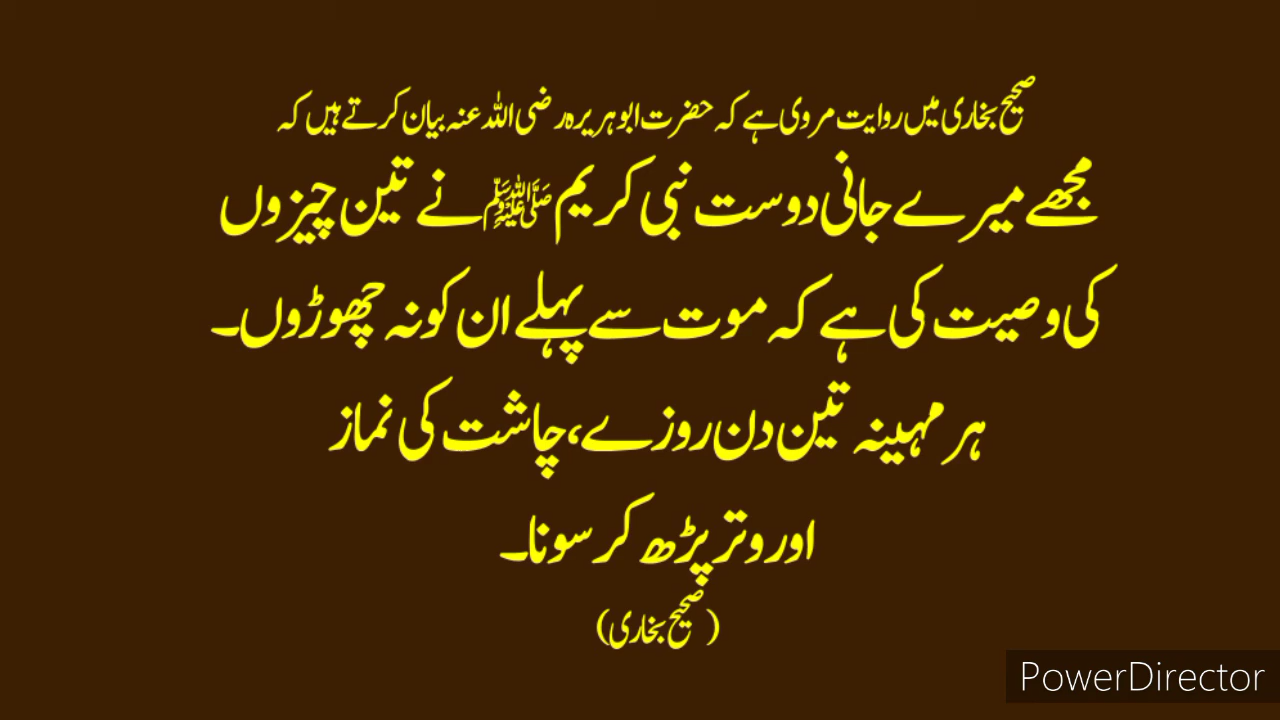 صحیح بخاری میں روایت مروی ہے کہ حضرت ابوہریرہ رضی اللہ عنہ بیان کرتے ہیں کہ
مجھے میرے جانی دوست نبی کریم ﷺ نے تین چیزوں
کی وصیت کی ہے کہ موت سے پہلے ان کو نہ چھوڑوں۔
ہر مہینہ تین دن روزے، چاشت کی نماز
اور وتر پڑھ کر سونا۔
(صحیح بخاری)
PowerDirector